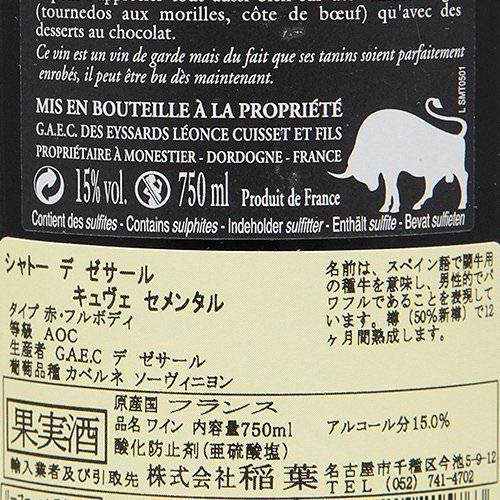 (tournedos aux morilles, côte de bœuf) qu'avec des
desserts au chocolat.
Ce vin est un vin de garde mais du fait que ses tanins soient parfaitement
enrobés, il peut être bu dès maintenant.
MIS EN BOUTEILLE À LA PROPRIÉTÉ
G.A.E.C. DES EYSSARDS LÉONCE CUISSET ET FILS
PROPRIÉTAIRE À MONESTIER - DORDOGNE - FRANCE
15% vol. 750 ml Produit de France
L SMT0501
Contient des sulfites - Contains sulphites - Indeholder sulfitter - Enthält sulfite - Bevat sulfieten
シャトー デ ゼサール
キュヴェ セメンタル
タイプ 赤・フルボディ
等級 AOC
生産者 G.A.E.C デ ゼサール
葡萄品種 カベルネ ソーヴィニヨン
名前は、スペイン語で闘牛用
の種牛を意味し、男性的でパ
ワフルであることを表現して
います。樽(50%新樽)で12
ヶ月間熟成します。
果実酒
原産国 フランス
品名 ワイン 内容量750ml アルコール分15.0%
酸化防止剤(亜硫酸塩)
輸入業者及び引取先 株式会社 稲葉
名古屋市千種区今池5-9-12
TEL (052) 741-4702